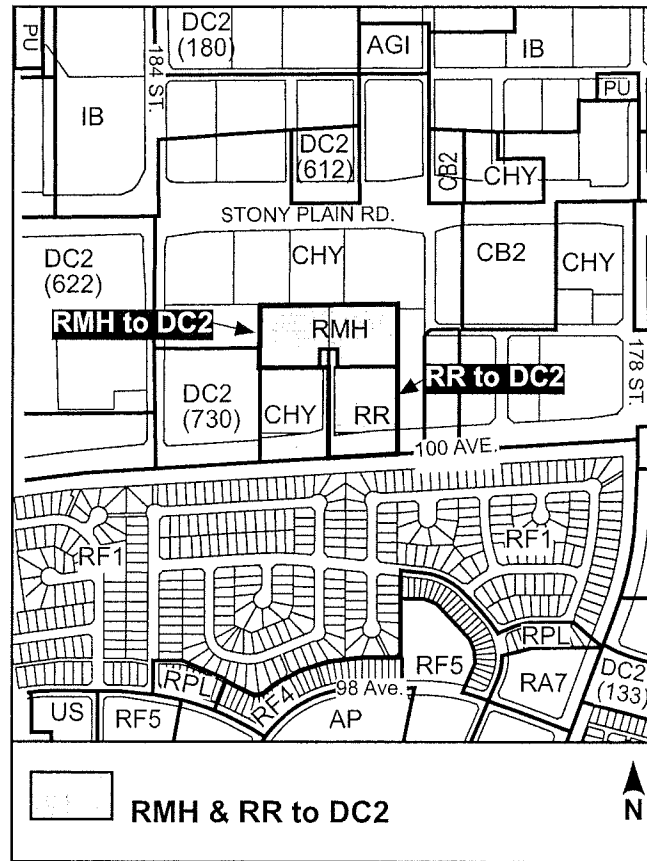 PU
DC2
(180)
184 ST.
AGI
IB
IB
PU
DC2
(612)
CB2
CHY
STONY PLAIN RD.
DC2
(622)
CHY
CB2
CHY
RMH to DC2
RMH
RR to DC2
178 ST.
DC2
(730)
CHY
RR
100 AVE.
RF1
RF1
RPL
RPL
RF4
98 Ave.
RF5
RA7
DC2
(133)
US
RF5
AP
RMH & RR to DC2
N